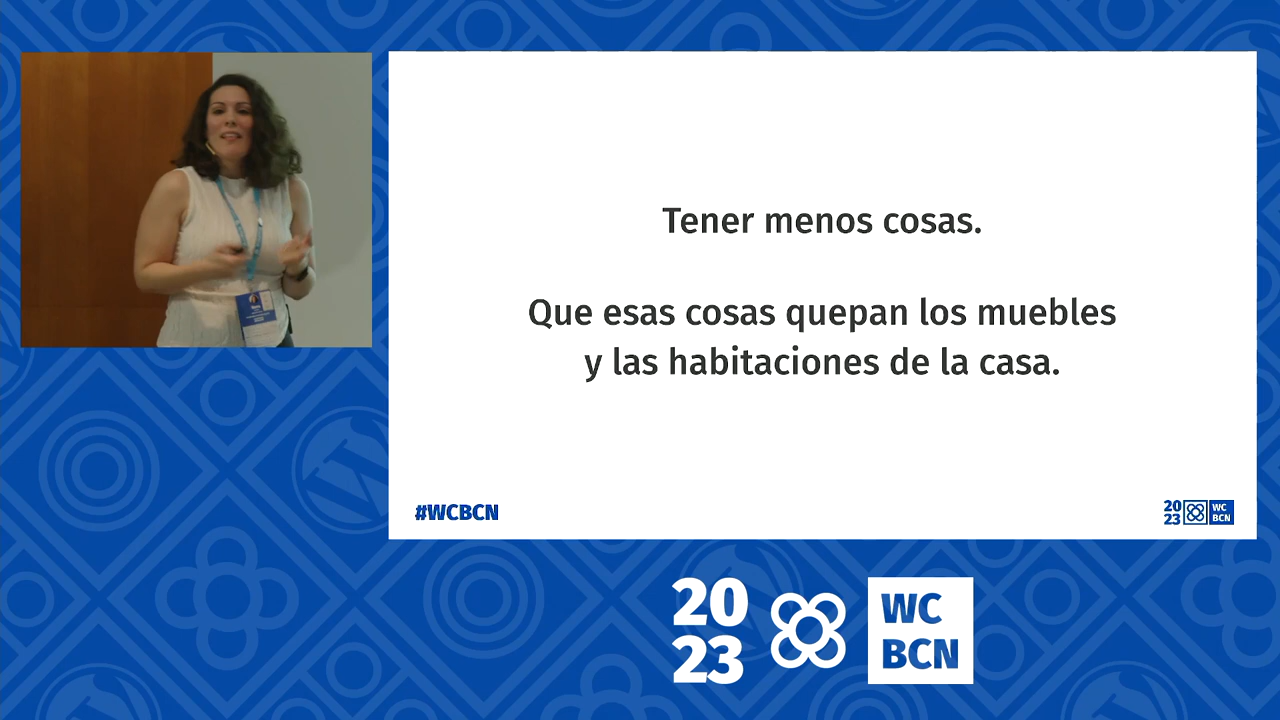 Tener menos cosas.
Que esas cosas quepan los muebles
y las habitaciones de la casa.
#WCBCN
20
23
WC
BCN
20
23
WC
BCN